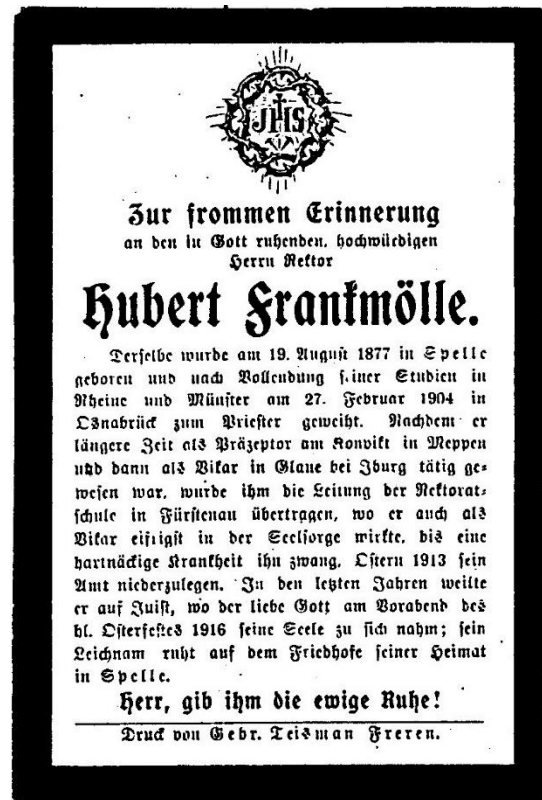 JHS
Zur frommen Erinnerung
an den in Gott ruhenden, hochwürdigen
Herrn Rektor
Hubert Frankmölle.
Derselbe wurde am 19. August 1877 in Spelle
geboren und nach Vollendung seiner Studien in
Rheine und Münster am 27. Februar 1904 in
Osnabrück zum Priester geweiht. Nachdem er
längere Zeit als Präzeptor am Konvikt in Meppen
und dann als Vikar in Glane bei Iburg tätig ge-
wesen war, wurde ihm die Leitung der Rektorat-
schule in Fürstenau übertragen, wo er auch als
Vikar eifrigst in der Seelsorge wirkte, bis eine
hartnäckige Krankheit ihn zwang, Ostern 1913 sein
Amt niederzulegen. In den letzten Jahren weilte
er auf Juist, wo der liebe Gott am Vorabend des
hl. Osterfestes 1916 seine Seele zu sich nahm; sein
Leichnam ruht auf dem Friedhofe seiner Heimat
in Spelle.
Herr, gib ihm die ewige Ruhe!
Druck von Gebr. Teisman Freren.